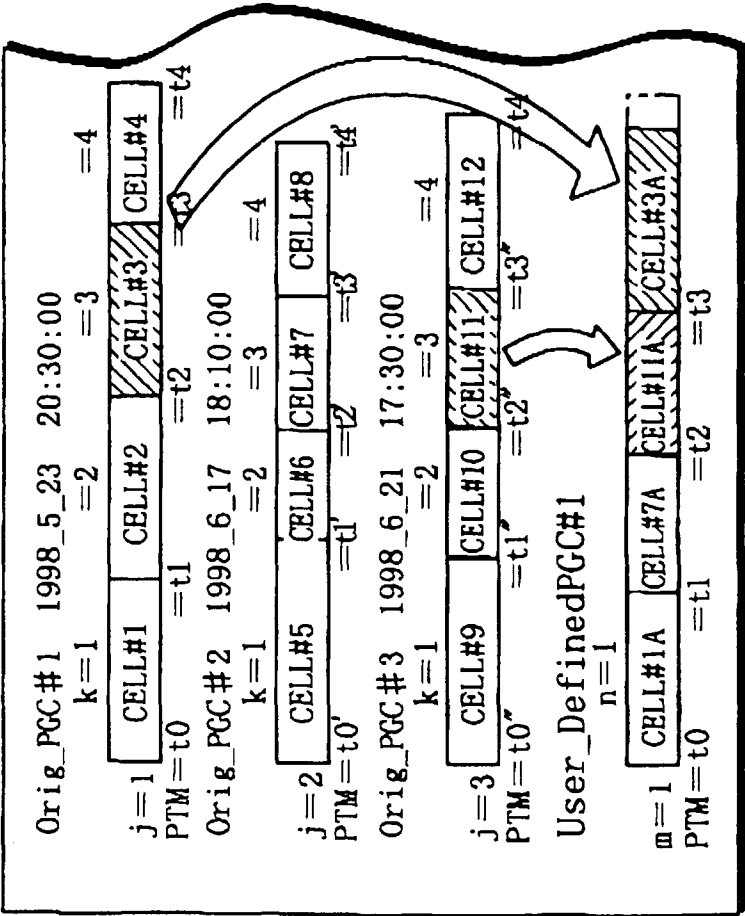 Orig_PGC#1 1998_5_23 20:30:00
k=1 =2 =3 =4
j=1 CELL#1 CELL#2 CELL#3 CELL#4
PTM=t0 =t1 =t2 =t3 =t4
Orig_PGC#2 1998_6_17 18:10:00
k=1 =2 =3 =4
j=2 CELL#5 CELL#6 CELL#7 CELL#8
PTM=t0' =t1' =t2 =t3' =t4'
Orig_PGC#3 1998_6_21 17:30:00
k=1 =2 =3 =4
j=3 CELL#9 CELL#10 CELL#11 CELL#12
PTM=t0" =t1" =t2" =t3" =t4
User_DefinedPGC#1
n=1
m=1 CELL#1A CELL#7A CELL#11A CELL#3A
PTM=t0 =t1 =t2 =t3